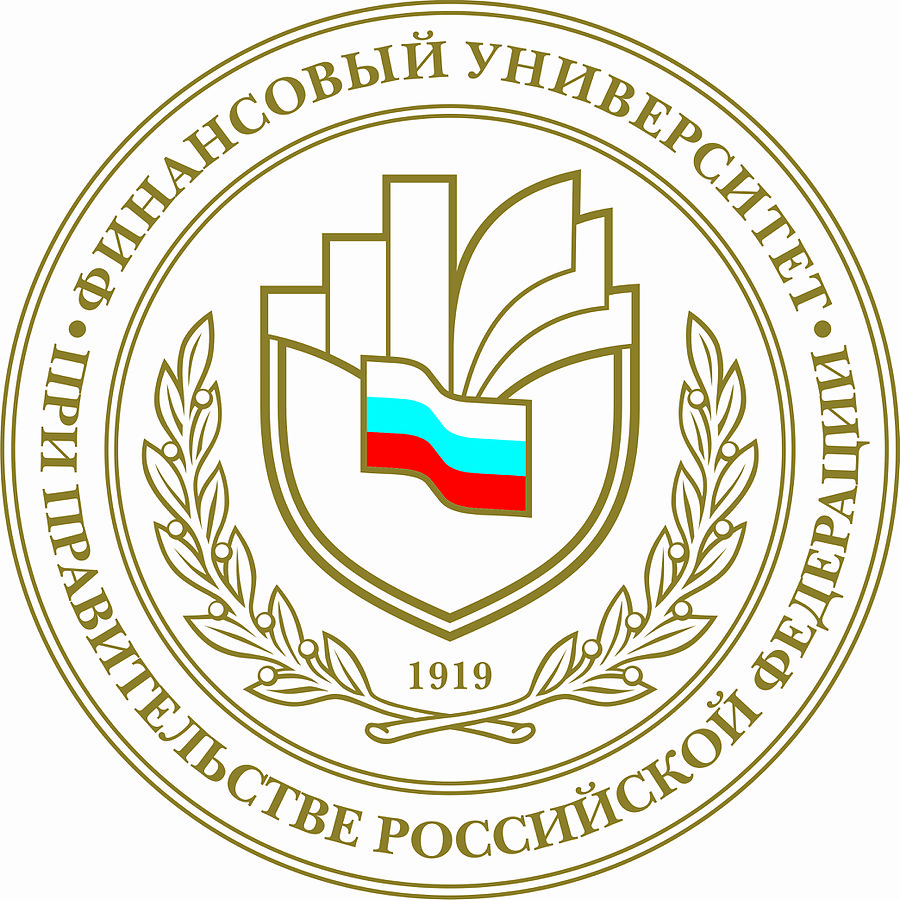 ФИНАНСОВЫЙ УНИВЕРСИТЕТ
• ПРИ ПРАВИТЕЛЬСТВЕ РОССИЙСКОЙ ФЕДЕРАЦИИ •
1919